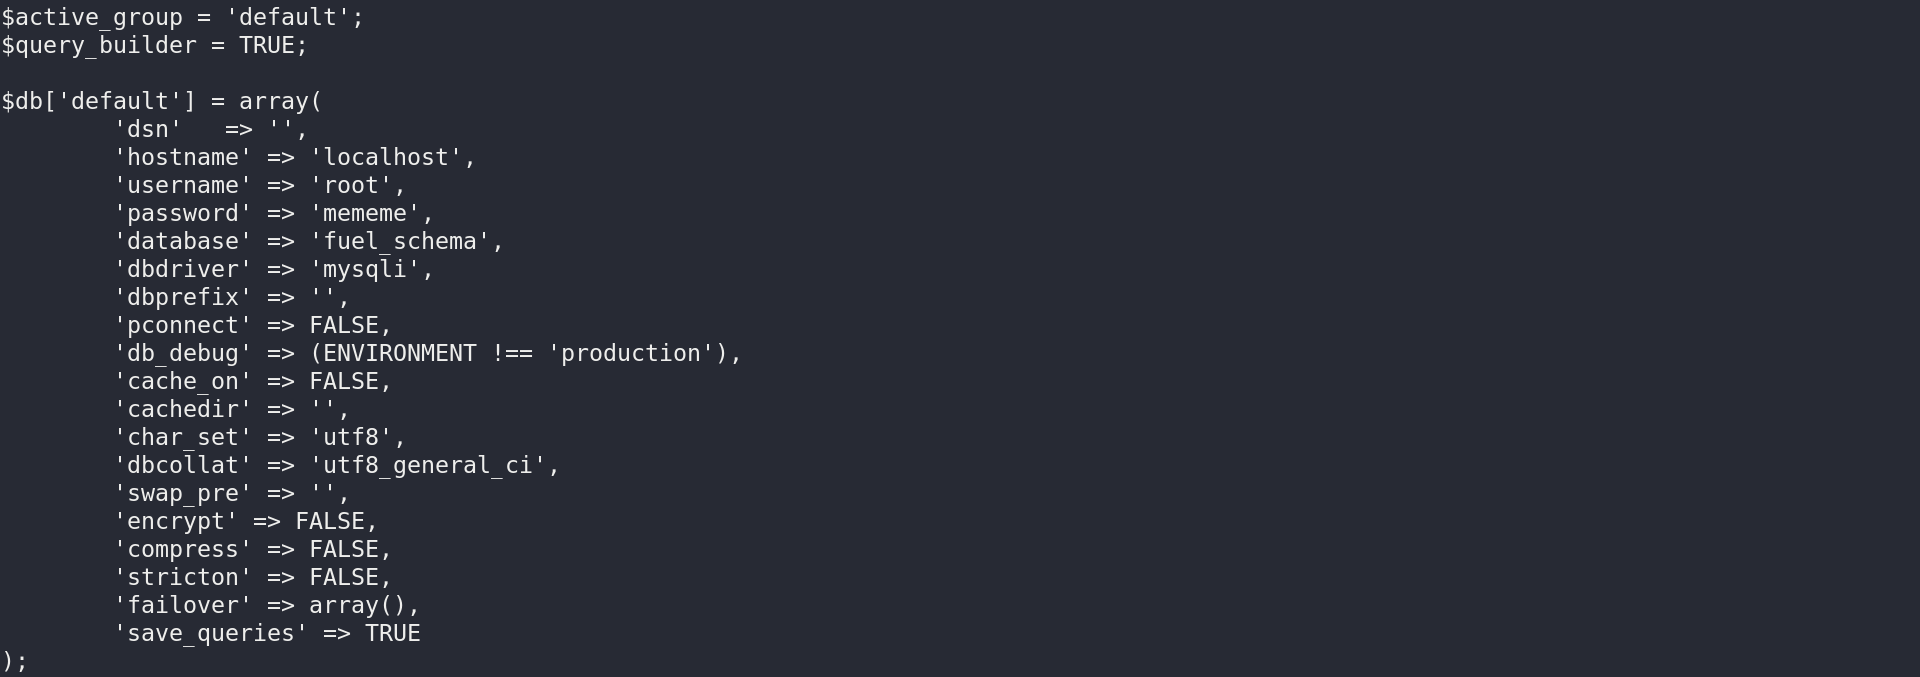 $active_group = 'default';
$query_builder = TRUE;

$db['default'] = array(
        'dsn'   => '',
        'hostname' => 'localhost',
        'username' => 'root',
        'password' => 'mememe',
        'database' => 'fuel_schema',
        'dbdriver' => 'mysqli',
        'dbprefix' => '',
        'pconnect' => FALSE,
        'db_debug' => (ENVIRONMENT !== 'production'),
        'cache_on' => FALSE,
        'cachedir' => '',
        'char_set' => 'utf8',
        'dbcollat' => 'utf8_general_ci',
        'swap_pre' => '',
        'encrypt' => FALSE,
        'compress' => FALSE,
        'stricton' => FALSE,
        'failover' => array(),
        'save_queries' => TRUE
);